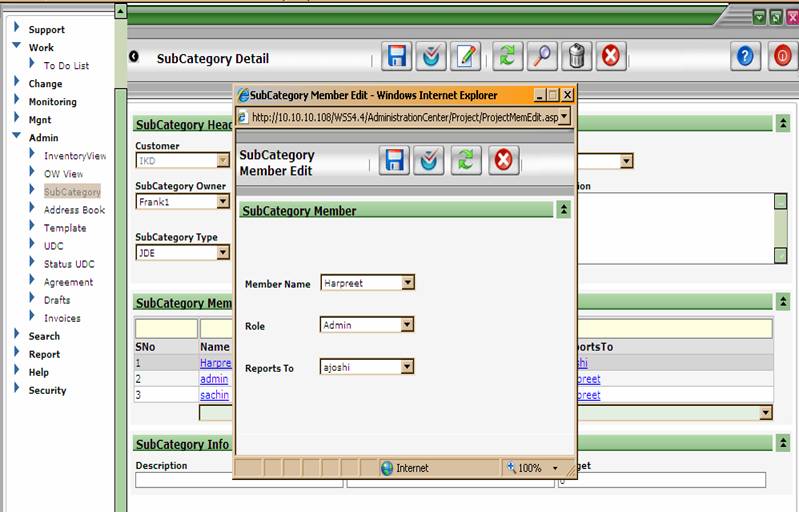 Support
Work
To Do List
Change
Monitoring
Mgnt
Admin
InventoryView
OW View
SubCategory
Address Book
Template
UDC
Status UDC
Agreement
Drafts
Invoices
Search
Report
Help
Security
SubCategory Detail
SubCategory Head
Customer
IKD
SubCategory Owner
Frank1
SubCategory Type
JDE
SubCategory Mem
SNo Name
1 Harpre
2 admin
3 sachin
SubCategory Info
Description
SubCategory Member Edit - Windows Internet Explorer
http://10.10.10.108/WSS4.4/AdministrationCenter/Project/ProjectMemEdit.asp
SubCategory
Member Edit
SubCategory Member
Member Name Harpreet
Role Admin
Reports To ajoshi
Internet
100%
ion
ortsTo
shi
preet
preet
get
0